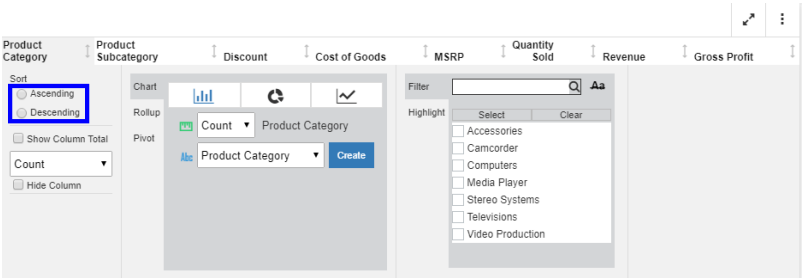 Product Category
Product Subcategory
Discount
Cost of Goods
MSRP
Quantity Sold
Revenue
Gross Profit
Sort
Ascending
Descending
Show Column Total
Count
Hide Column
Chart
Rollup
Pivot
Count Product Category
Abc Product Category Create
Filter
Aa
Highlight
Select Clear
Accessories
Camcorder
Computers
Media Player
Stereo Systems
Televisions
Video Production